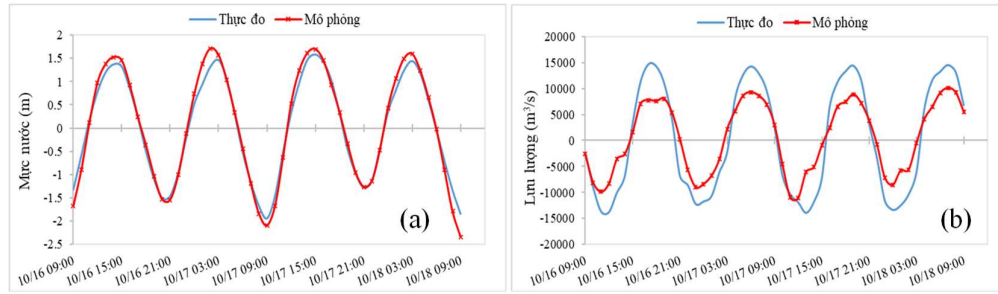 Thực đo Mô phỏng
Mực nước (m)
2
1.5
1
0.5
0
-0.5
-1
-1.5
-2
-2.5
(a)
10/16 09:00 10/16 15:00 10/16 21:00 10/17 03:00 10/17 09:00 10/17 15:00 10/17 21:00 10/18 03:00 10/18 09:00
Thực đo Mô phỏng
Lưu lượng (m³/s)
20000
15000
10000
5000
0
-5000
-10000
-15000
-20000
(b)
10/16 09:00 10/16 15:00 10/16 21:00 10/17 03:00 10/17 09:00 10/17 15:00 10/17 21:00 10/18 03:00 10/18 09:00